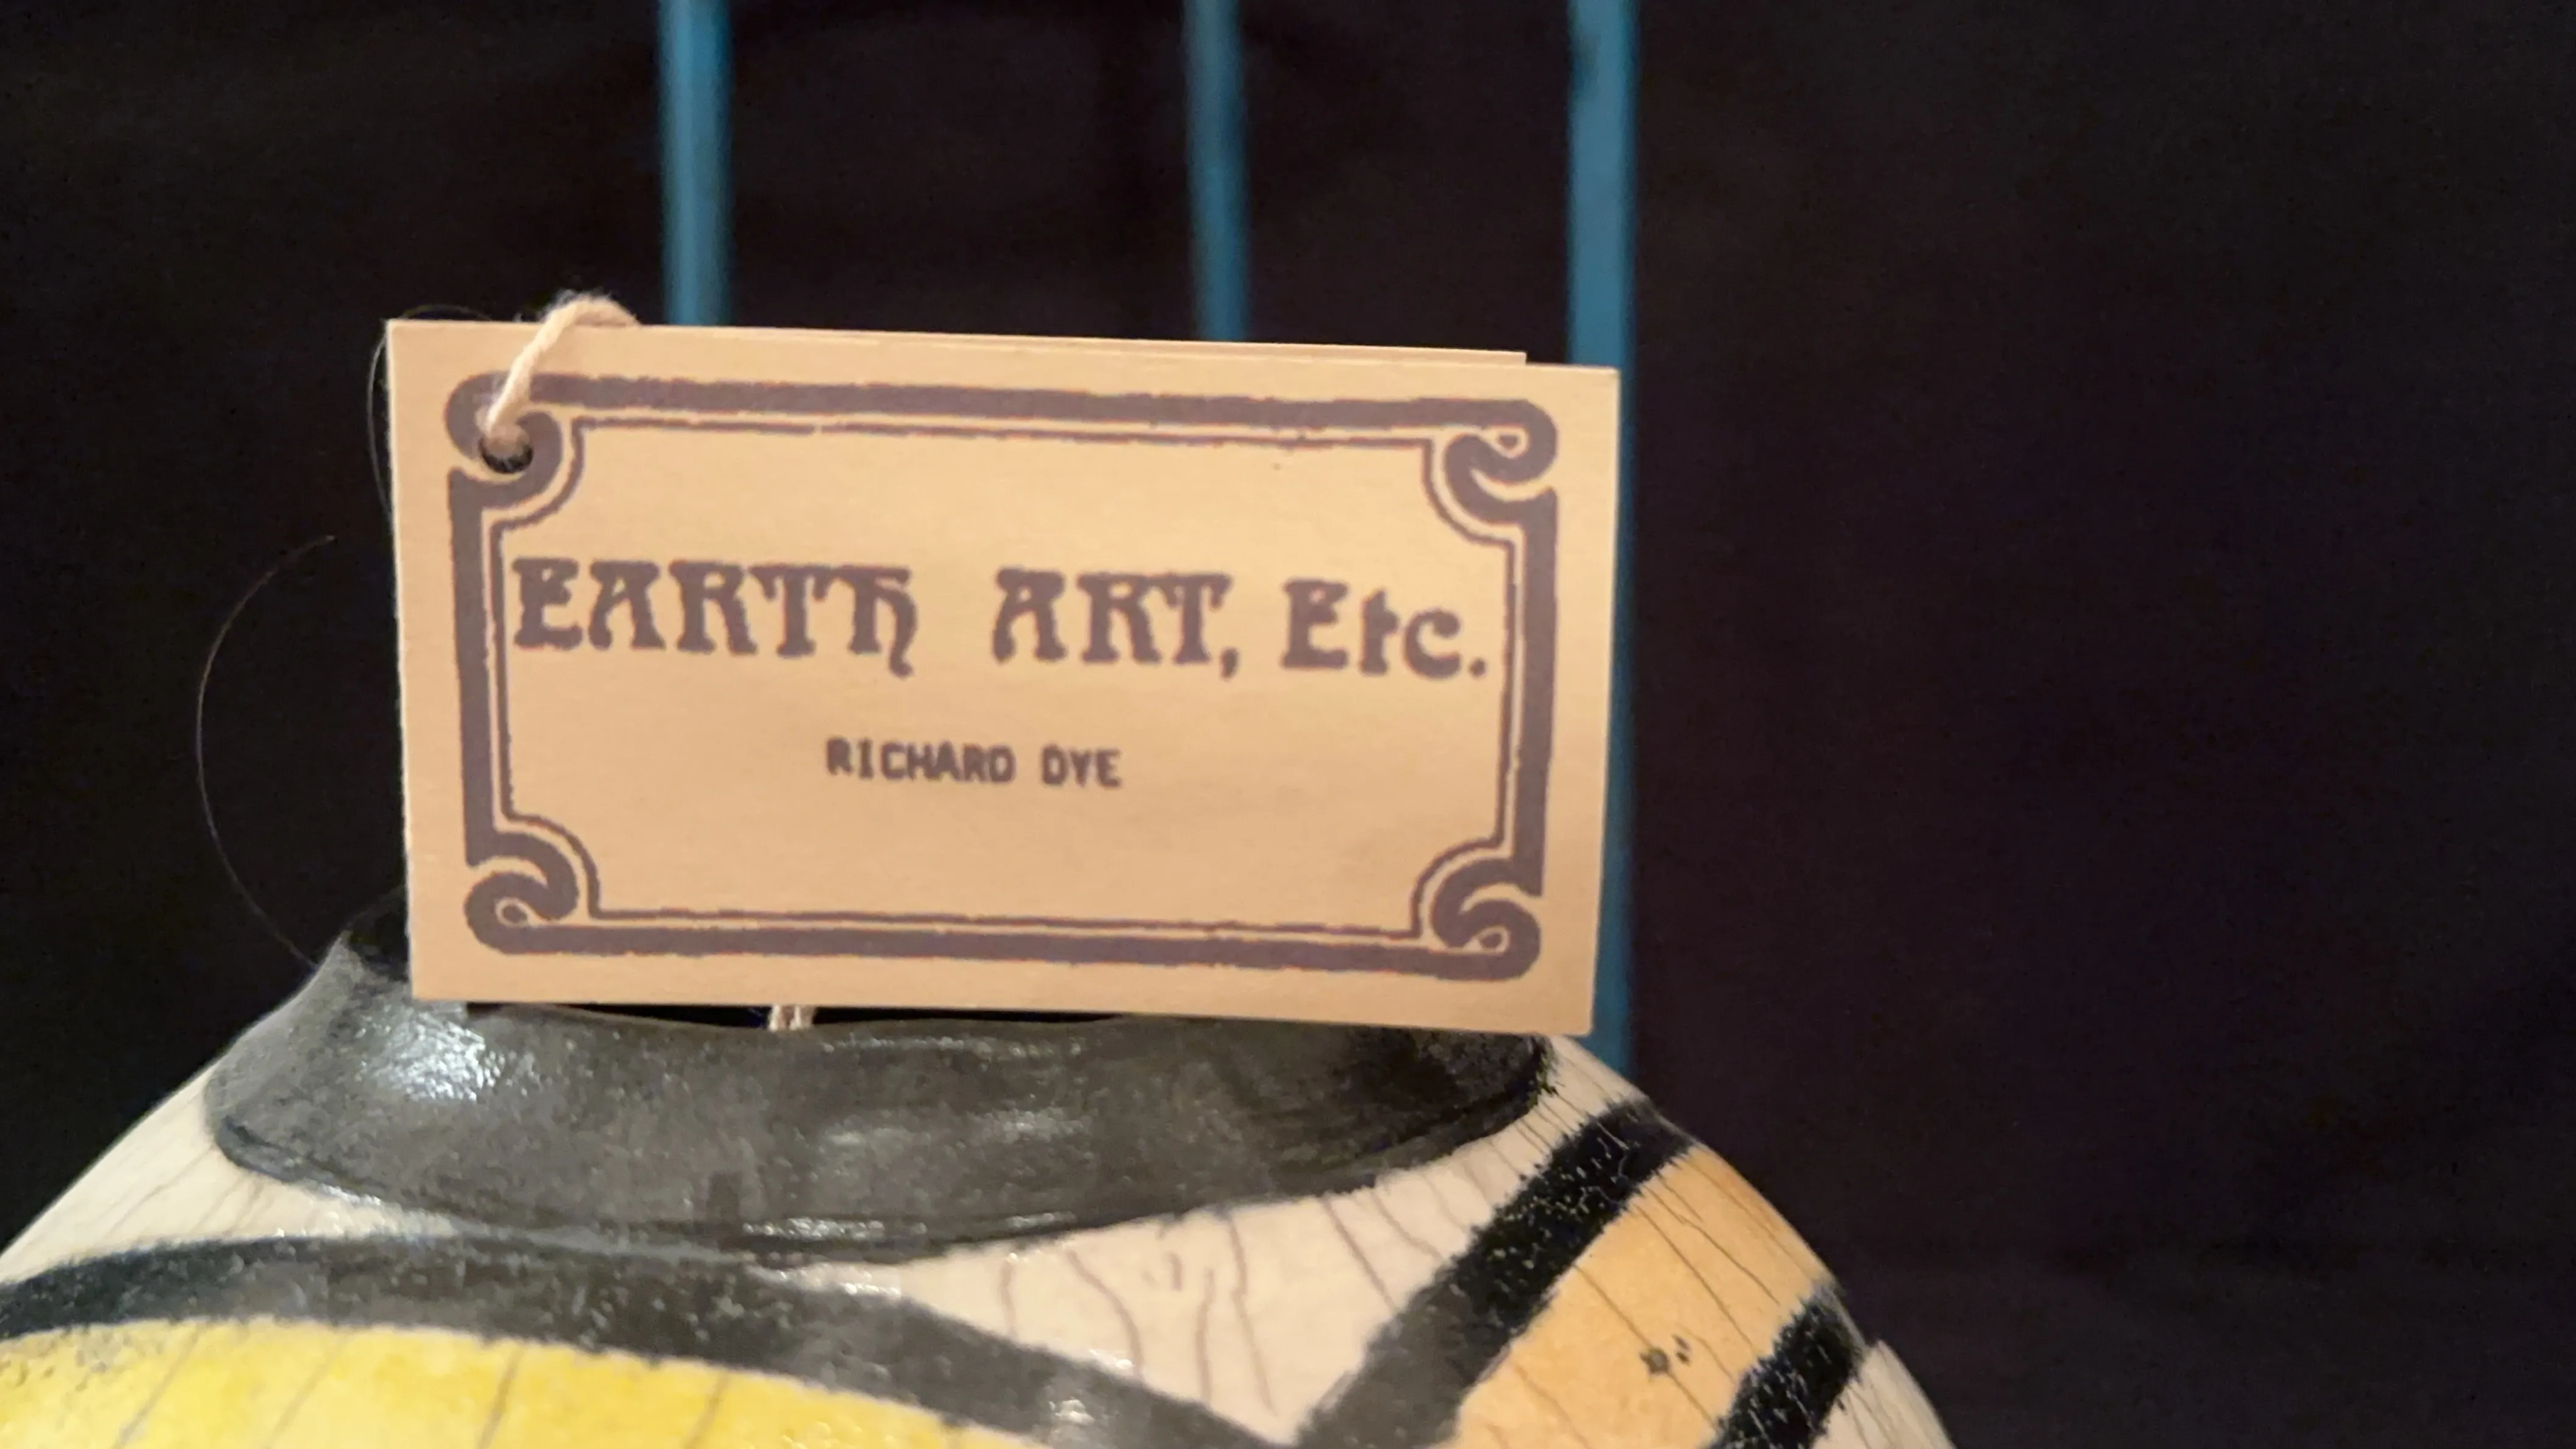 EARTH ART, Etc.
RICHARD DYE